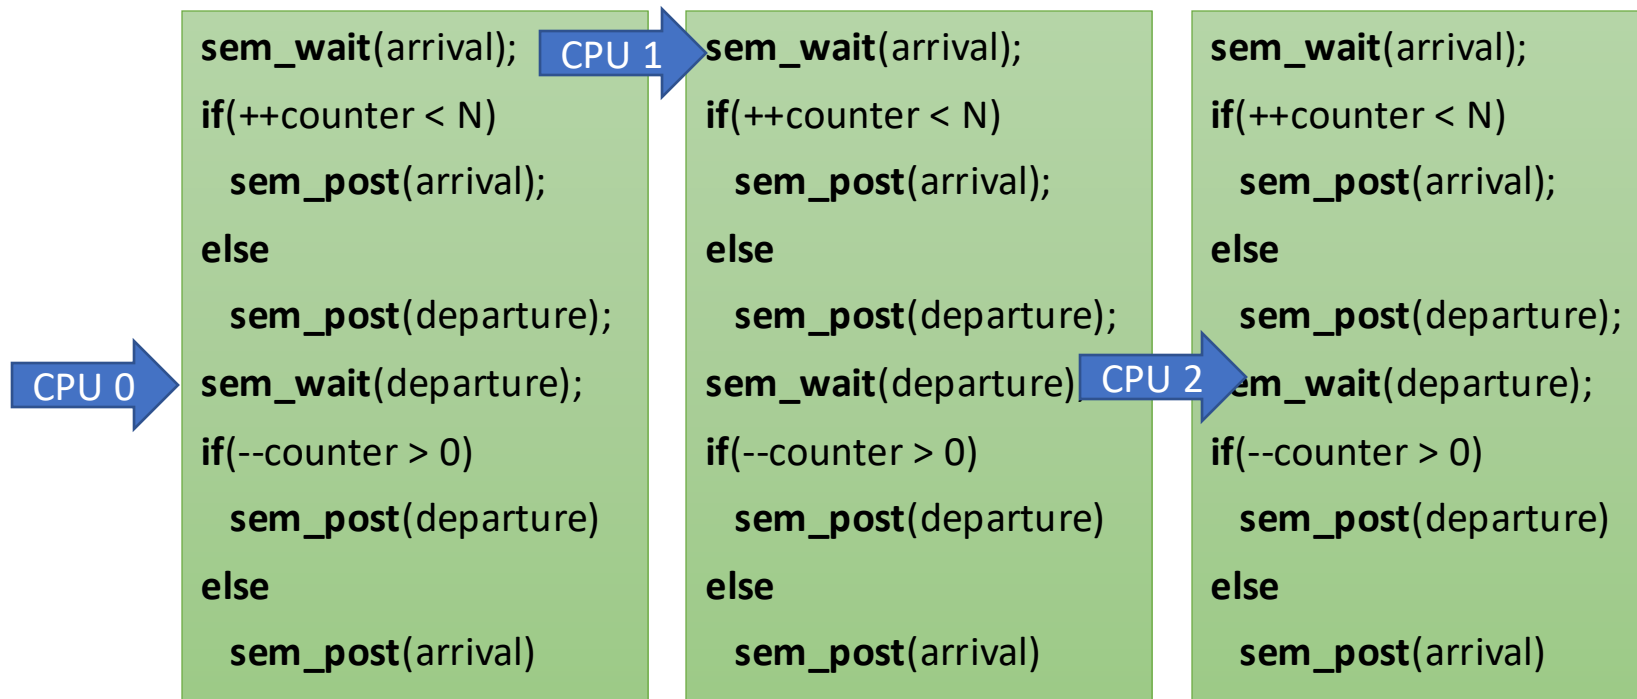 sem_wait(arrival);
if(++counter < N)
sem_post(arrival);
else
sem_post(departure);
CPU 0
sem_wait(departure);
if(--counter > 0)
sem_post(departure)
else
sem_post(arrival)
CPU 1
sem_wait(arrival);
if(++counter < N)
sem_post(arrival);
else
sem_post(departure);
sem_wait(departure)
if(--counter > 0)
sem_post(departure)
else
sem_post(arrival)
sem_wait(arrival);
if(++counter < N)
sem_post(arrival);
else
sem_post(departure);
CPU 2
em_wait(departure);
if(--counter > 0)
sem_post(departure)
else
sem_post(arrival)